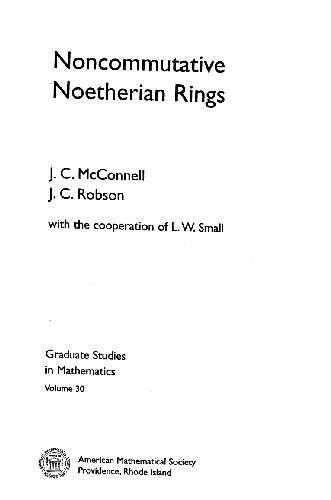 Noncommutative
Noetherian Rings
J. C. McConnell
J. C. Robson
with the cooperation of L. W. Small
Graduate Studies
in Mathematics
Volume 30
American Mathematical Society
Providence, Rhode Island